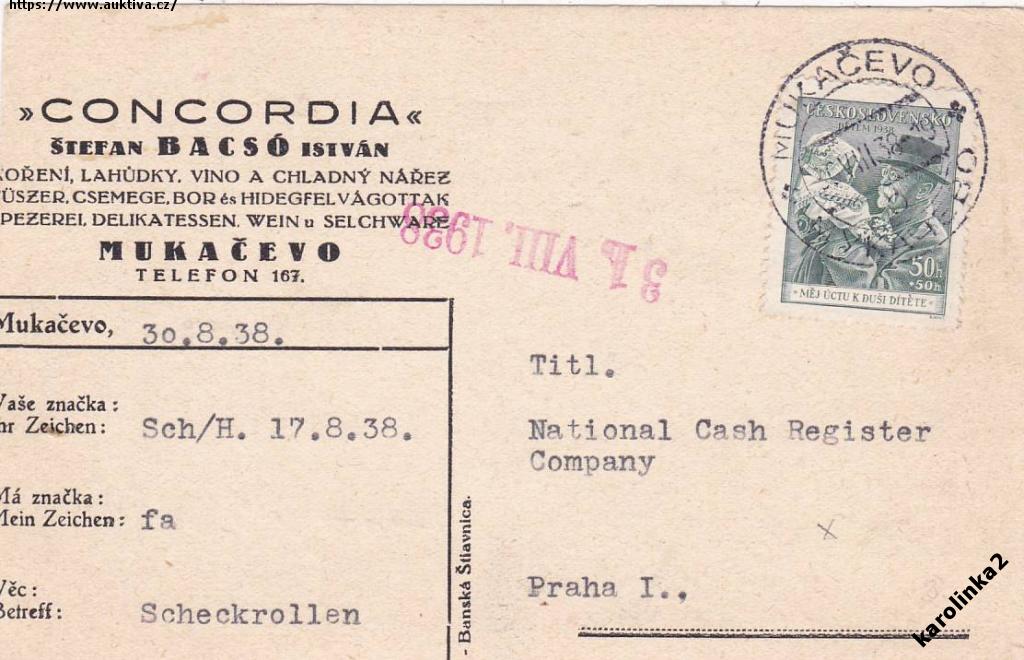 https://www.auktiva.cz/
»CONCORDIA«
ŠTEFAN BACSÓ ISTVÁN
KOŘENÍ, LAHŮDKY, VINO A CHLADNÝ NÁŘEZ
FÜSZER, CSEMEGE, BOR és HIDEGFELVÁGOTTAK
SPEZEREI, DELIKATESSEN, WEIN u SELCHWARE
MUKAČEVO
TELEFON 167.
31. VIII. 1938
MUKAČEVO
ČESKOSLOVENSKO
DĚTEM 1938
50h
+50h
MĚJ ÚCTU K DUŠI DÍTĚTE
Mukačevo, 30.8.38.
Vaše značka:
Ihr Zeichen: Sch/H. 17.8.38.
Má značka:
Mein Zeichen: fa
Věc:
Betreff: Scheckrollen
- Banská Štiavnica.
Titl.
National Cash Register
Company
Praha I.,
karolinka2